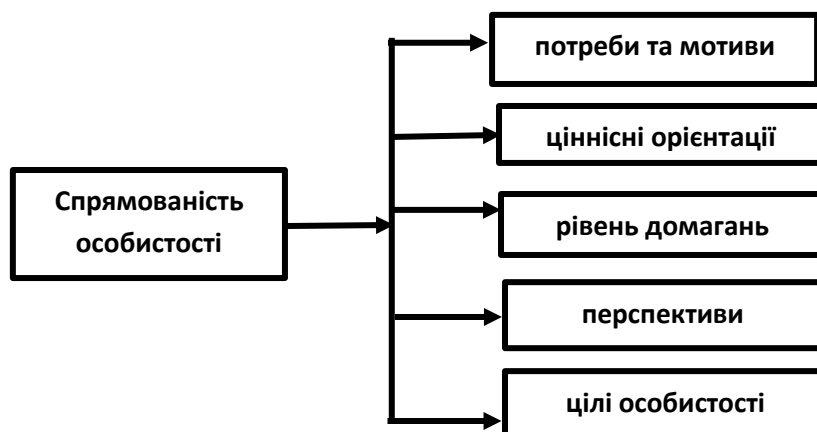 Спрямованість
особистості
потреби та мотиви
ціннісні орієнтації
рівень домагань
перспективи
цілі особистості